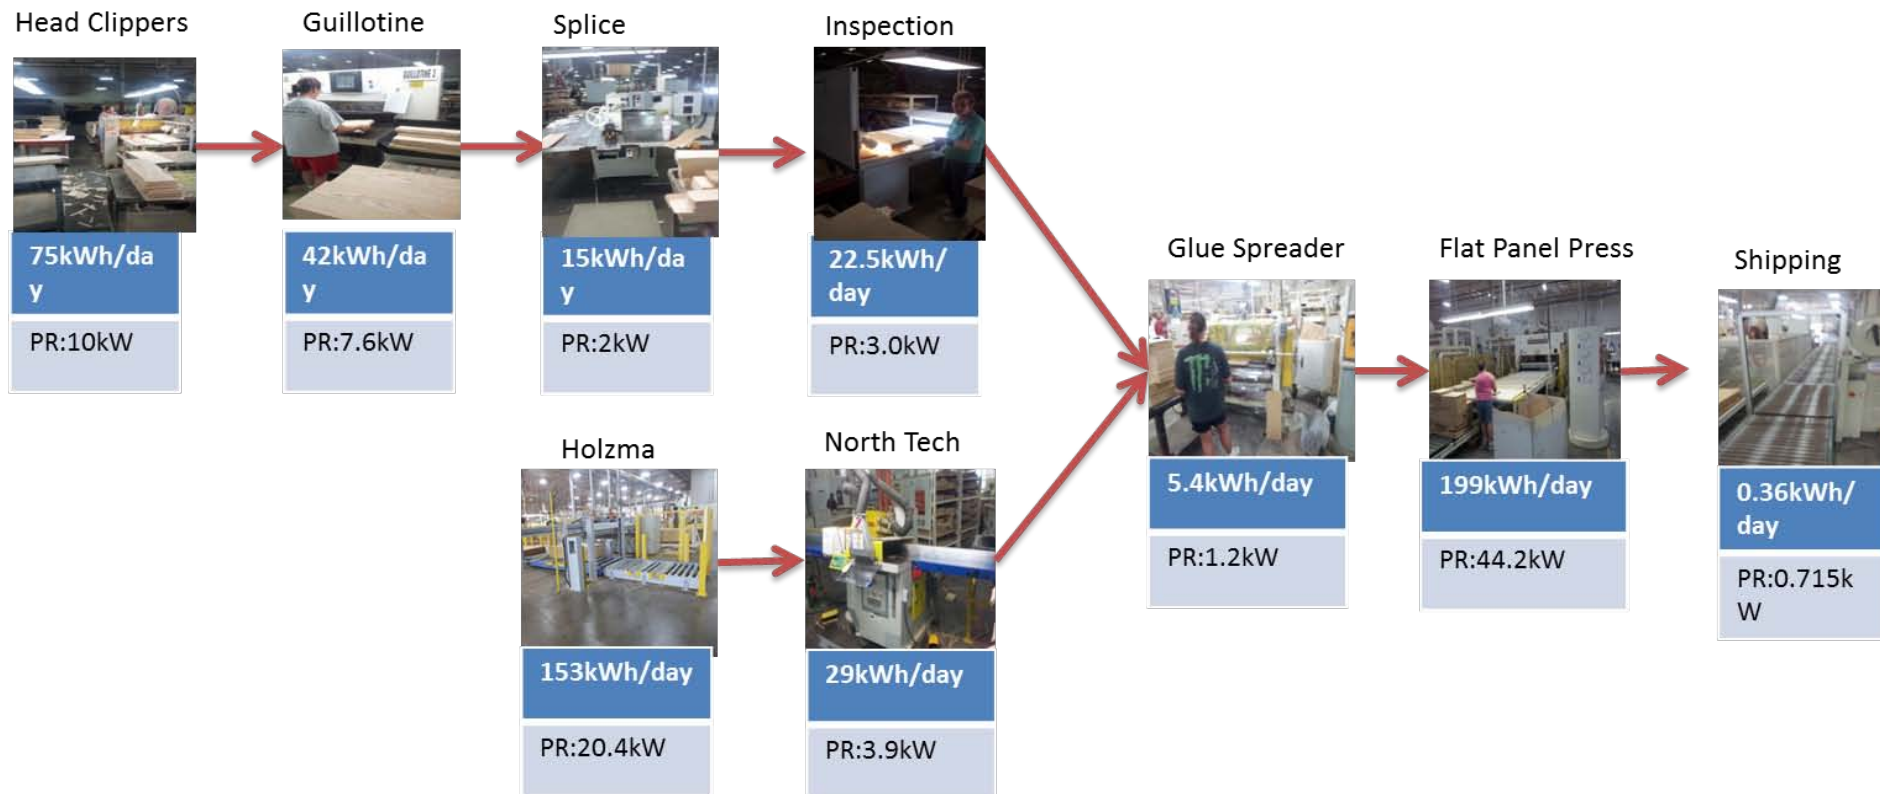 Head Clippers
Guillotine
Splice
Inspection
GUILLOTINE 2
75kWh/da
y
PR:10kW
42kWh/da
y
PR:7.6kW
15kWh/da
y
PR:2kW
22.5kWh/
day
PR:3.0kW
Glue Spreader
Flat Panel Press
Shipping
5.4kWh/day
PR:1.2kW
199kWh/day
PR:44.2kW
0.36kWh/
day
PR:0.715k
W
Holzma
North Tech
153kWh/day
PR:20.4kW
29kWh/day
PR:3.9kW